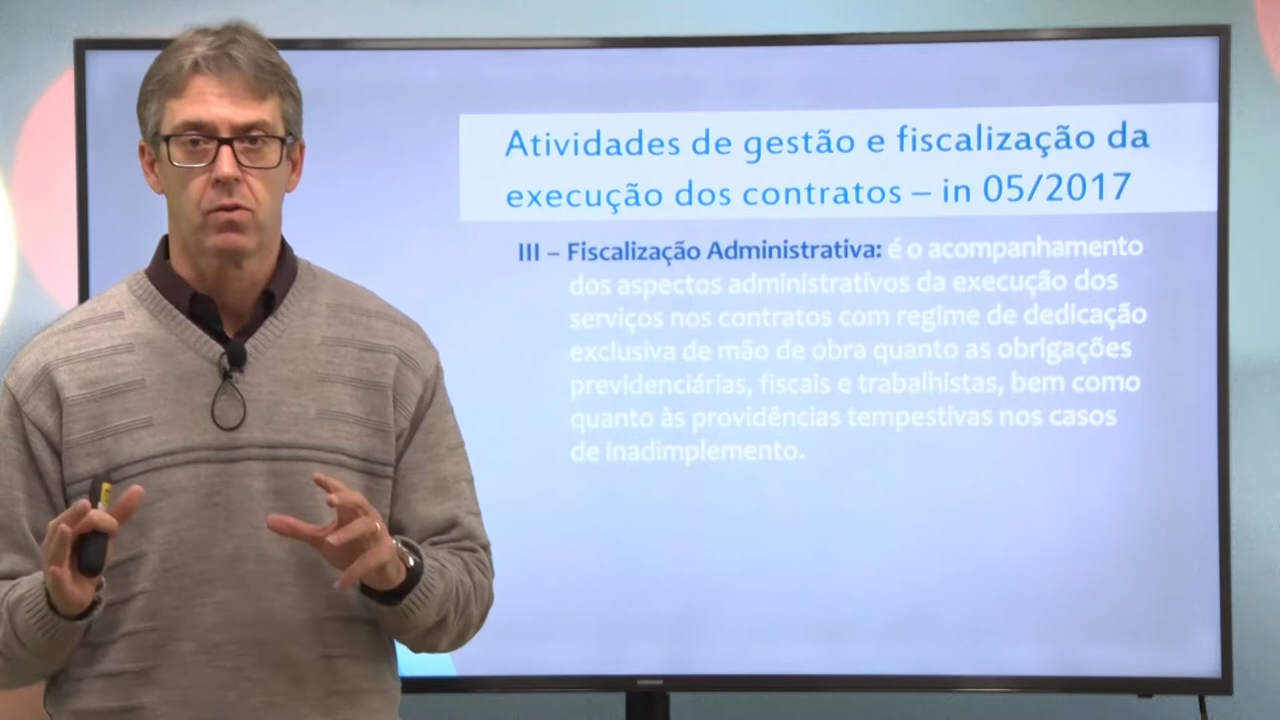 Atividades de gestão e fiscalização da
execução dos contratos – in 05/2017
III – Fiscalização Administrativa: é o acompanhamento
dos aspectos administrativos da execução dos
serviços nos contratos com regime de dedicação
exclusiva de mão de obra quanto as obrigações
previdenciárias, fiscais e trabalhistas, bem como
quanto às providências tempestivas nos casos
de inadimplemento.
SAMSUNG